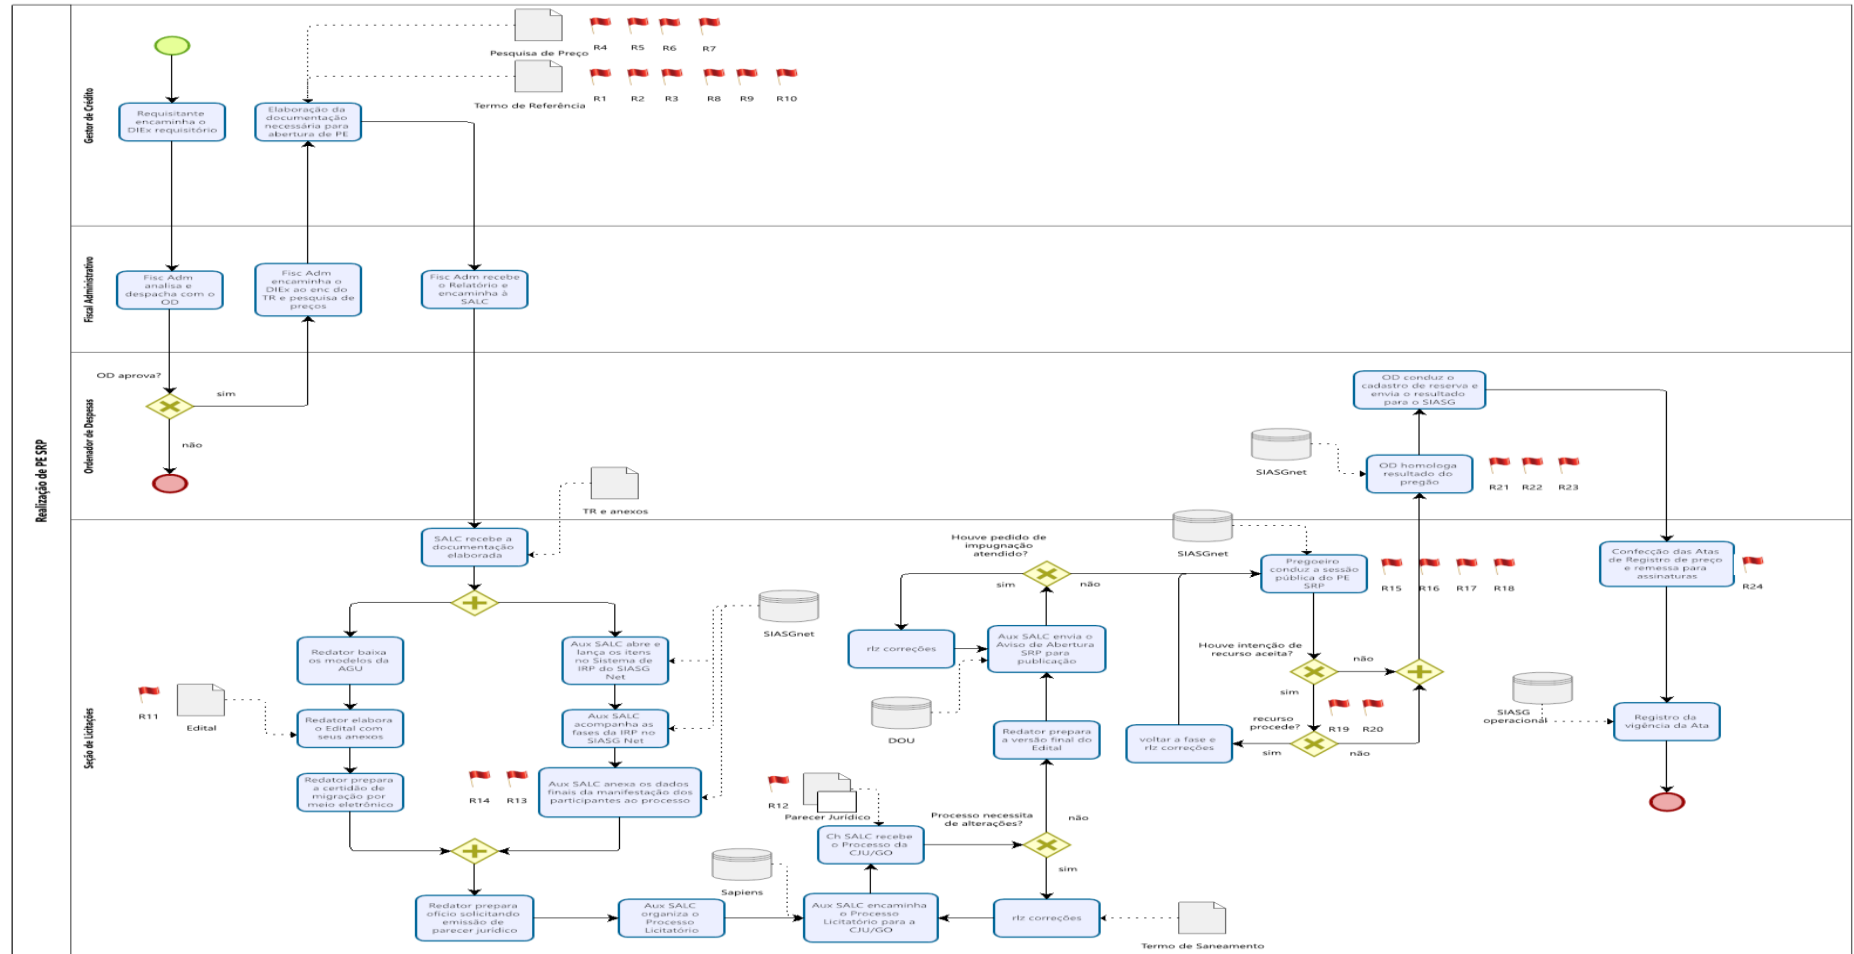 Realização de PE SRP
Gestor de Crédito
Requisitante
encaminha o
DIEx requisitório
Elaboração da
documentação
necessária para
abertura de PE
Pesquisa de Preço
R4
R5
R6
R7
Termo de Referência
R1
R2
R3
R8
R9
R10
Fiscal Administrativo
Fisc Adm
analisa e
despacha com o
OD
Fisc Adm
encaminha o
DIEx ao enc do
TR e pesquisa de
preços
Fisc Adm recebe
o Relatório e
encaminha à
SALC
Ordenador de Despesas
OD aprova?
sim
não
TR e anexos
OD conduz o
cadastro de reserva e
envia o resultado
para o SIASG
SIASGnet
OD homologa
resultado do
pregão
R21
R22
R23
Seção de Licitações
SALC recebe a
documentação
elaborada
Redator baixa
os modelos da
AGU
R11
Edital
Redator elabora
o Edital com
seus anexos
Redator prepara
a certidão de
migração por
meio eletrônico
Aux SALC abre e
lança os itens
no Sistema de
IRP do SIASG
Net
SIASGnet
Aux SALC
acompanha as
fases da IRP no
SIASG Net
R14
R13
Aux SALC anexa os dados
finais da manifestação dos
participantes ao processo
Redator prepara
ofício solicitando
emissão de
parecer jurídico
Aux SALC
organiza o
Processo
Licitatório
Sapiens
Aux SALC encaminha
o Processo
Licitatório para a
CJU/GO
R12
Parecer Jurídico
Ch SALC recebe
o Processo da
CJU/GO
Processo necessita
de alterações?
não
sim
rlz correções
Termo de Saneamento
Redator prepara
a versão final do
Edital
DOU
Aux SALC envia o
Aviso de Abertura
SRP para
publicação
Houve pedido de
impugnação
atendido?
sim
não
rlz correções
SIASGnet
Pregoeiro
conduz a sessão
pública do PE
SRP
R15
R16
R17
R18
Houve intenção de
recurso aceita?
não
sim
R19
R20
recurso
procede?
sim
não
voltar a fase e
rlz correções
Confecção das Atas
de Registro de preço
e remessa para
assinaturas
R24
SIASG
operacional
Registro da
vigência da Ata